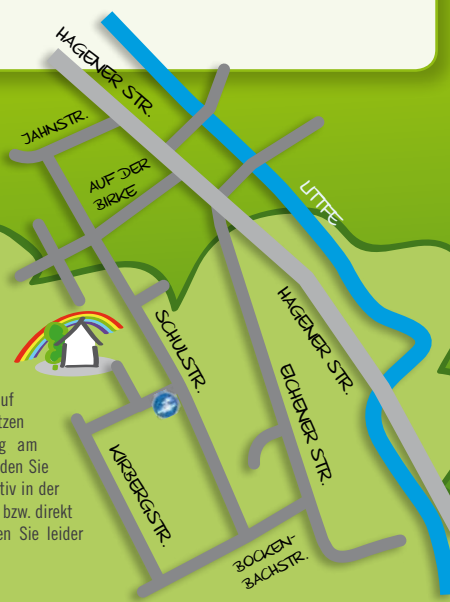 HAGENER STR.
JAHNSTR.
AUF DER
BIRKE
LITTFE
SCHULSTR.
HAGENER STR.
EICHENER STR.
KIRBERGSTR.
BOCKEN-
BACHSTR.
uf
tzen
g am
den Sie
tiv in der
bzw. direkt
en Sie leider